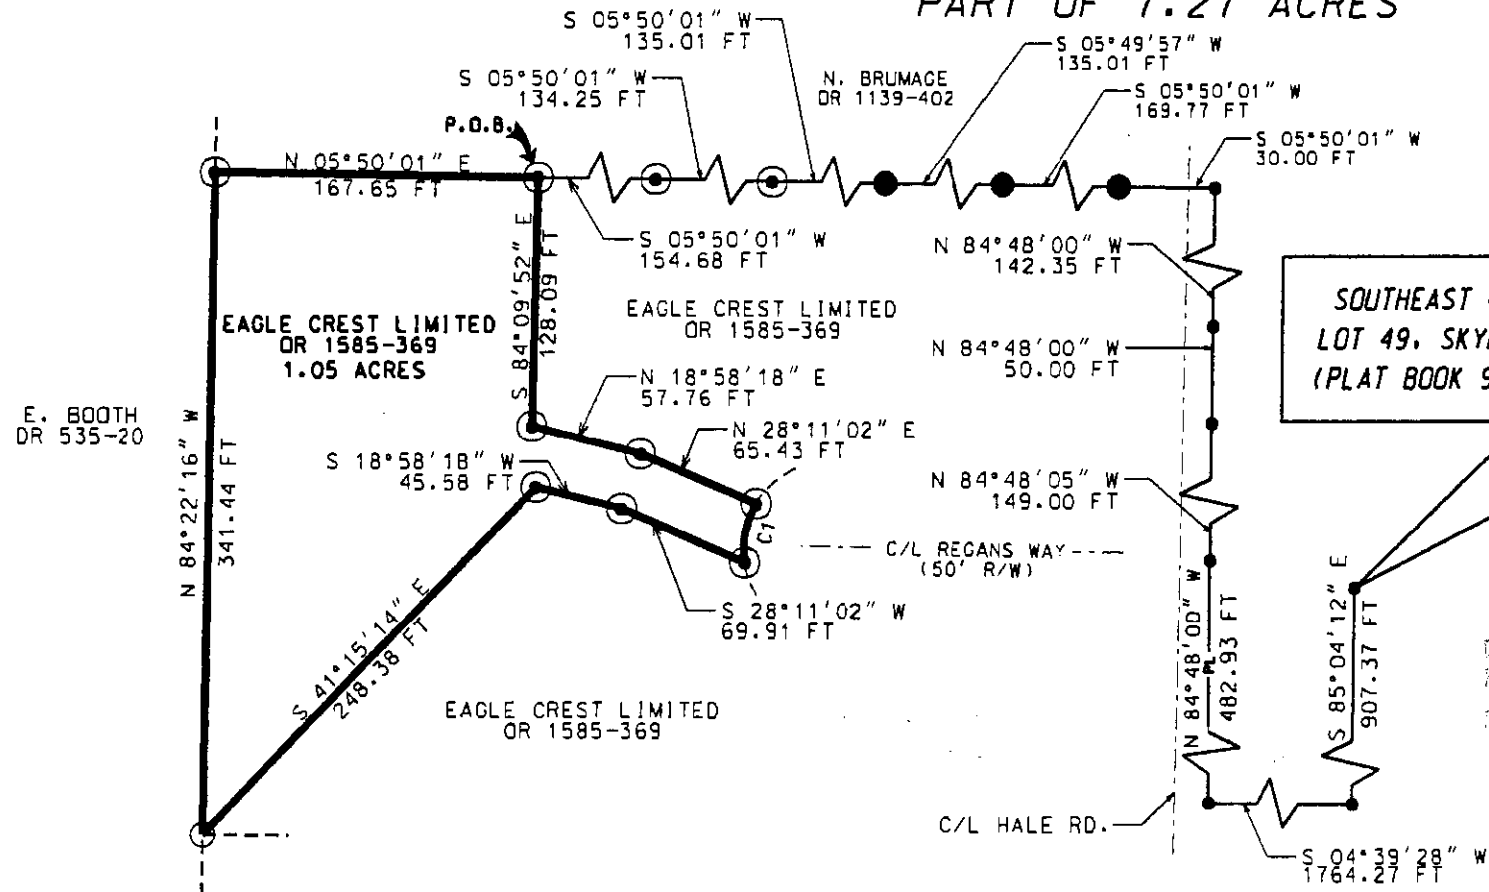 PART OF 7.27 ACRES
S 05°50'01" W
135.01 FT
S 05°49'57" W
135.01 FT
S 05°50'01" W
134.25 FT
N. BRUMAGE
DR 1139-402
S 05°50'01" W
169.77 FT
P.O.B.
S 05°50'01" W
30.00 FT
N 05°50'01" E
167.65 FT
S 05°50'01" W
154.68 FT
N 84°48'00" W
142.35 FT
S 84°09'52" E
128.09 FT
EAGLE CREST LIMITED
OR 1585-369
1.05 ACRES
EAGLE CREST LIMITED
OR 1585-369
SOUTHEAST
LOT 49, SKY
(PLAT BOOK 9
N 84°48'00" W
50.00 FT
N 18°58'18" E
57.76 FT
E. BOOTH
DR 535-20
N 28°11'02" E
65.43 FT
S 18°58'18" W
45.58 FT
N 84°48'05" W
149.00 FT
N 84°22'16" W
341.44 FT
C1
C/L REGANS WAY
(50' R/W)
S 28°11'02" W
69.91 FT
S 41°15'14" E
248.38 FT
N 84°48'00" W
PL
482.93 FT
S 85°04'12" E
907.37 FT
EAGLE CREST LIMITED
OR 1585-369
C/L HALE RD.
S 04°39'28" W
1764.27 FT